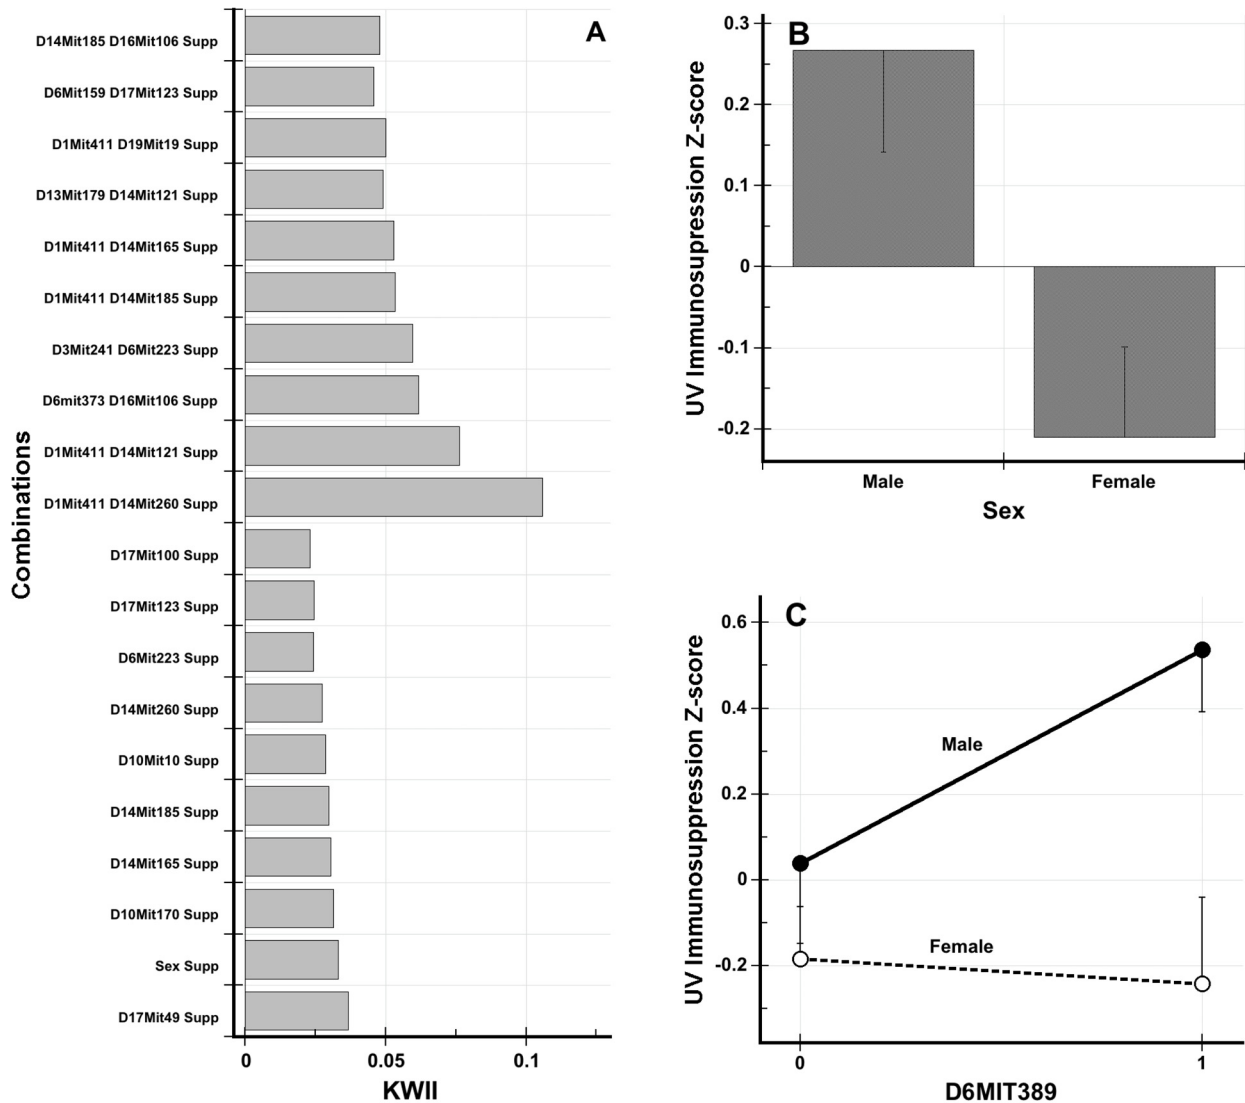 A
Combinations
D14Mit185 D16Mit106 Supp
D6Mit159 D17Mit123 Supp
D1Mit411 D19Mit19 Supp
D13Mit179 D14Mit121 Supp
D1Mit411 D14Mit165 Supp
D1Mit411 D14Mit185 Supp
D3Mit241 D6Mit223 Supp
D6mit373 D16Mit106 Supp
D1Mit411 D14Mit121 Supp
D1Mit411 D14Mit260 Supp
D17Mit100 Supp
D17Mit123 Supp
D6Mit223 Supp
D14Mit260 Supp
D10Mit10 Supp
D14Mit185 Supp
D14Mit165 Supp
D10Mit170 Supp
Sex Supp
D17Mit49 Supp
0 0.05 0.1
KWII
B
UV Immunosupression Z-score
0.3
0.2
0.1
0
-0.1
-0.2
Male Female
Sex
C
UV Immunosuppression Z-score
0.6
0.4
0.2
0
-0.2
Male
Female
0 1
D6MIT389